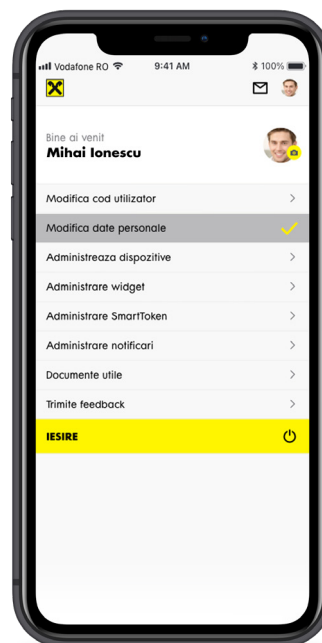 Vodafone RO 9:41 AM 100%
Bine ai venit
Mihai Ionescu
Modifica cod utilizator
Modifica date personale
Administreaza dispozitive
Administrare widget
Administrare SmartToken
Administrare notificari
Documente utile
Trimite feedback
IESIRE